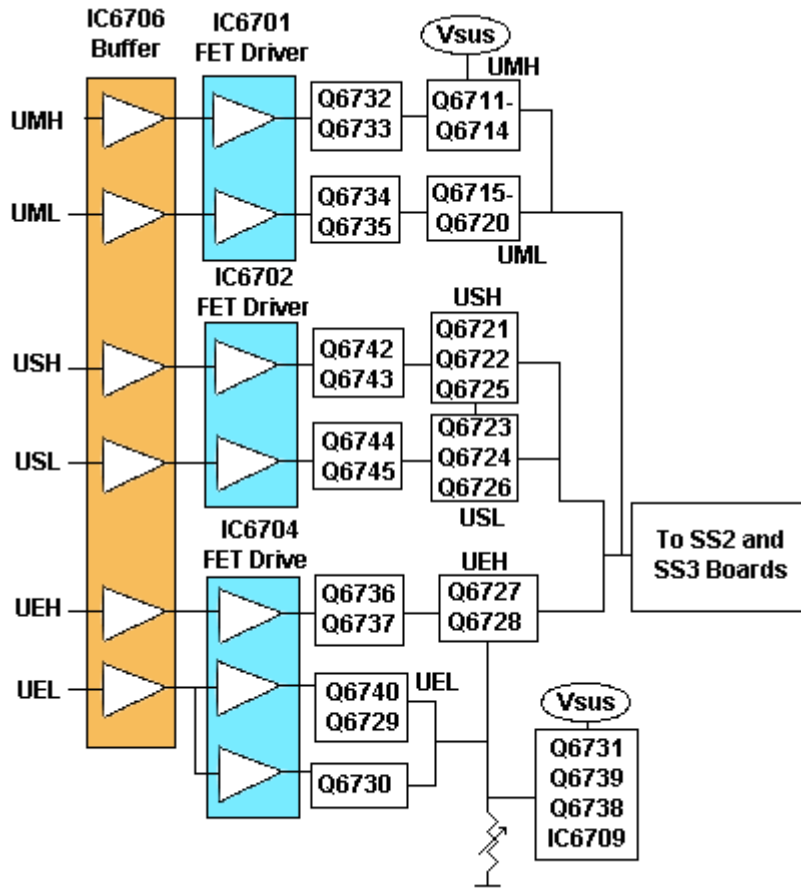 IC6706
Buffer
IC6701
FET Driver
Vsus
UMH
UMH
Q6732
Q6733
Q6711-
Q6714
UML
Q6734
Q6735
Q6715-
Q6720
UML
IC6702
FET Driver
USH
USH
Q6742
Q6743
Q6721
Q6722
Q6725
USL
Q6744
Q6745
Q6723
Q6724
Q6726
USL
IC6704
FET Drive
To SS2 and
SS3 Boards
UEH
UEH
Q6736
Q6737
Q6727
Q6728
UEL
Q6740
Q6729
UEL
Q6730
Vsus
Q6731
Q6739
Q6738
IC6709